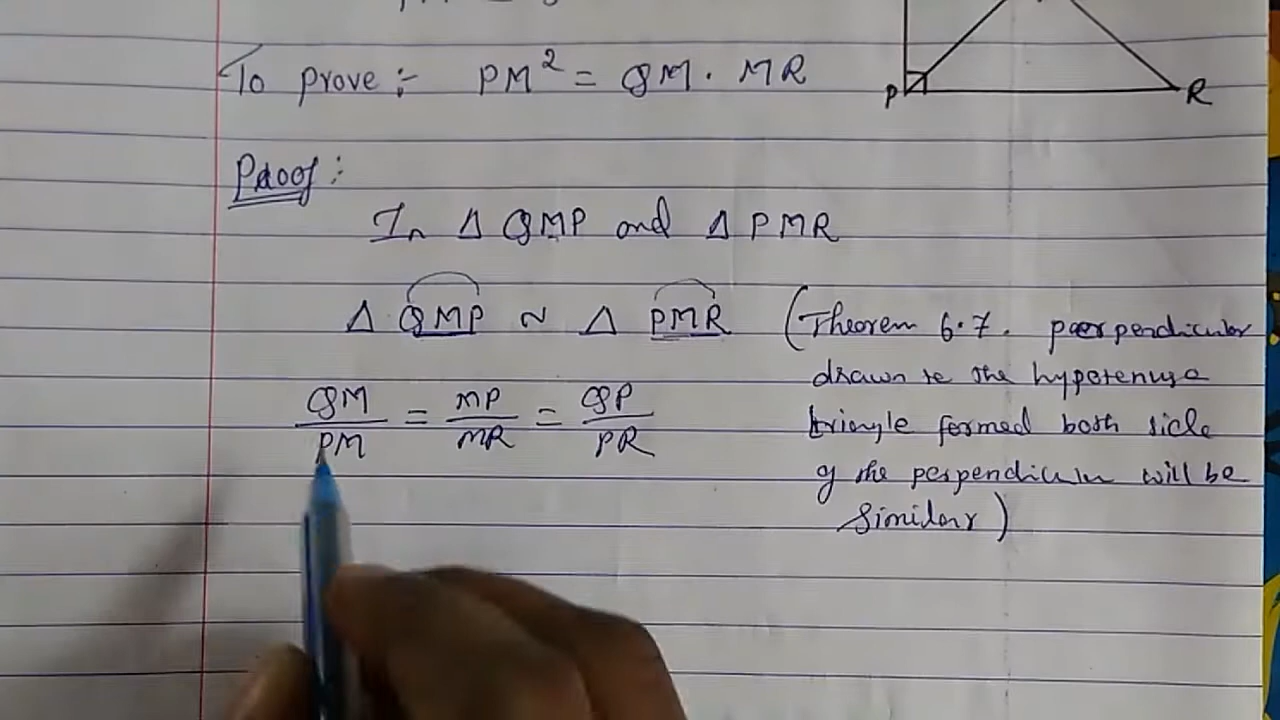 To prove :- PM² = QM . MR
P R
Proof :
In Δ QMP and Δ PMR
Δ QMP ~ Δ PMR (Theorem 6.7. perpendicular
drawn to the hypotenuse
triangle formed both side
of the perpendicular will be
similar)
QM/PM = MP/MR = QP/PR